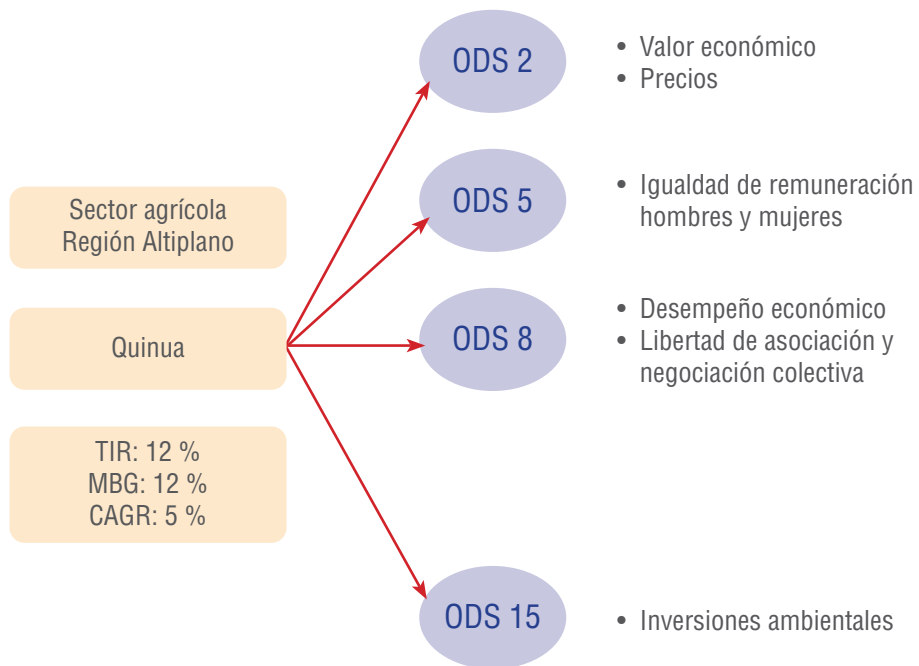 Sector agrícola
Región Altiplano
Quinua
TIR: 12 %
MBG: 12 %
CAGR: 5 %
ODS 2
• Valor económico
• Precios
ODS 5
• Igualdad de remuneración
hombres y mujeres
ODS 8
• Desempeño económico
• Libertad de asociación y
negociación colectiva
ODS 15
• Inversiones ambientales